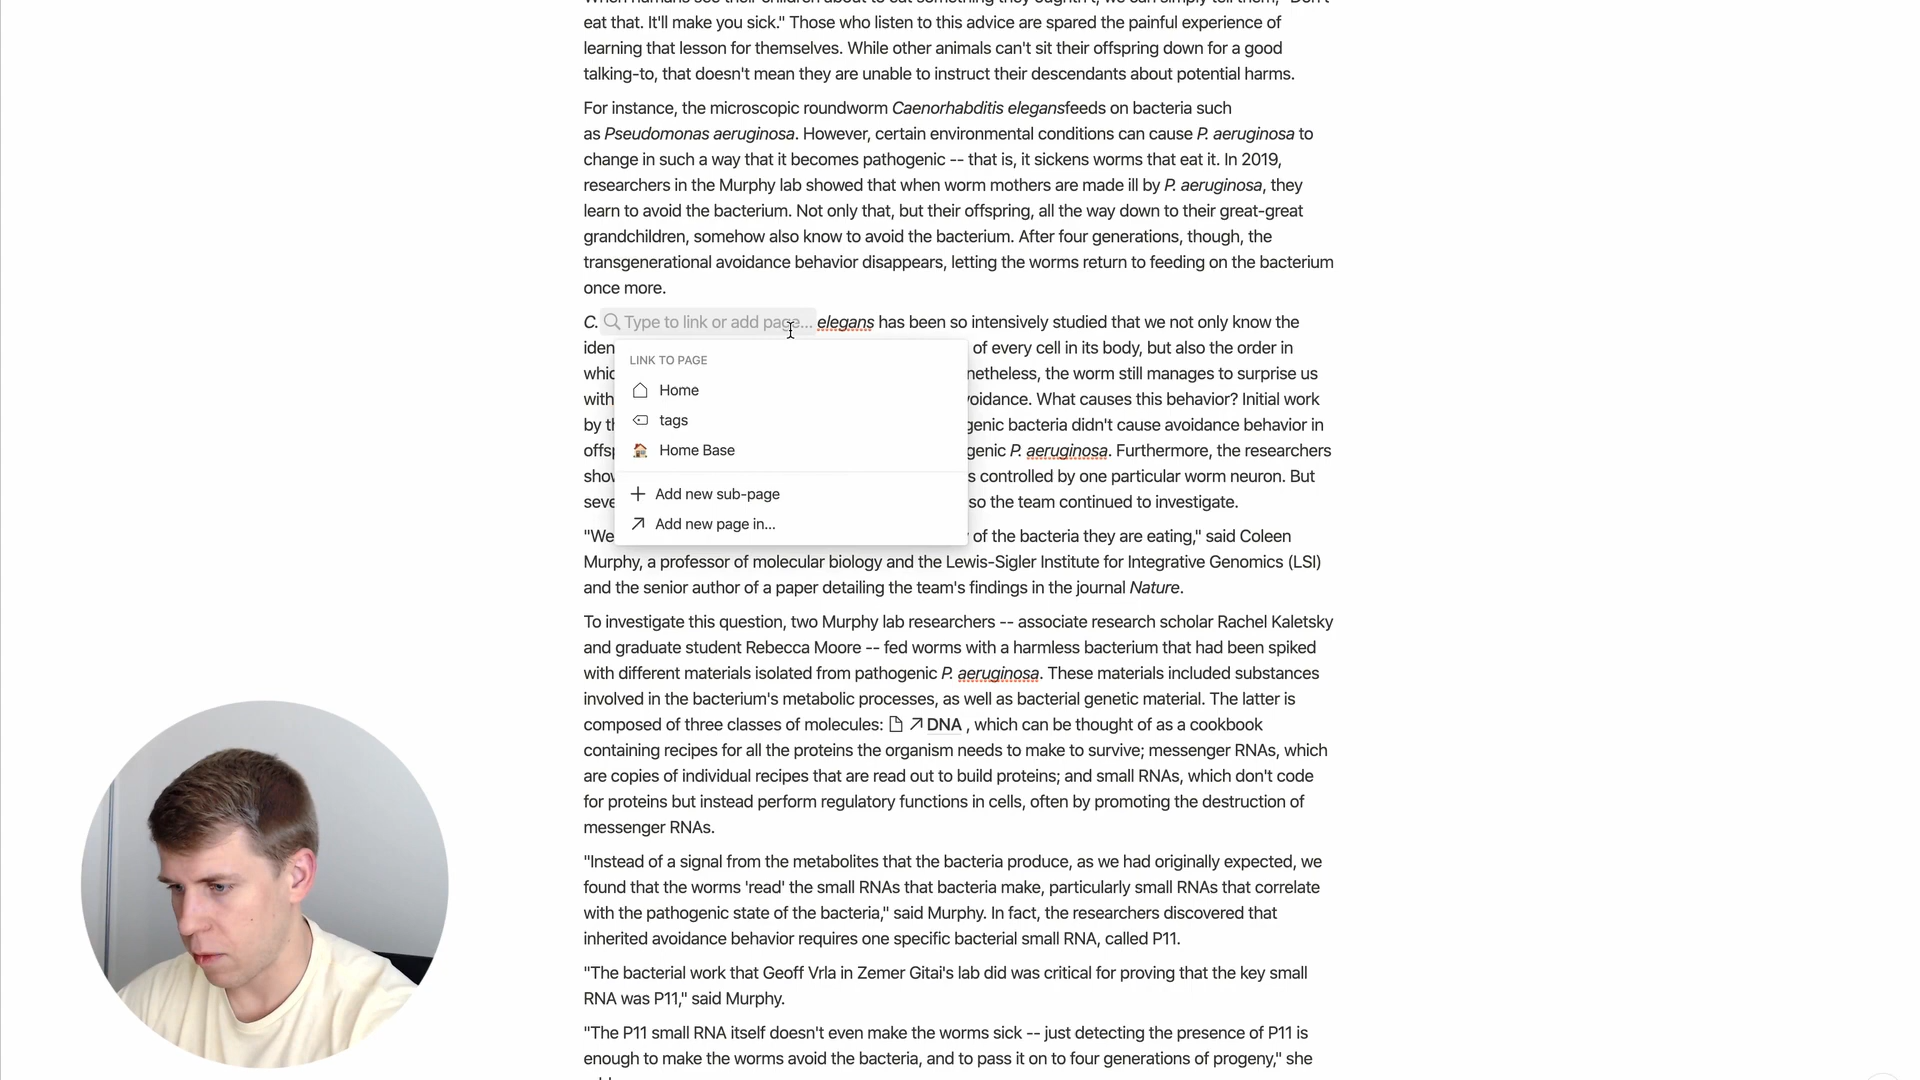 eat that. It'll make you sick." Those who listen to this advice are spared the painful experience of
learning that lesson for themselves. While other animals can't sit their offspring down for a good
talking-to, that doesn't mean they are unable to instruct their descendants about potential harms.
For instance, the microscopic roundworm Caenorhabditis elegansfeeds on bacteria such
as Pseudomonas aeruginosa. However, certain environmental conditions can cause P. aeruginosa to
change in such a way that it becomes pathogenic -- that is, it sickens worms that eat it. In 2019,
researchers in the Murphy lab showed that when worm mothers are made ill by P. aeruginosa, they
learn to avoid the bacterium. Not only that, but their offspring, all the way down to their great-great
grandchildren, somehow also know to avoid the bacterium. After four generations, though, the
transgenerational avoidance behavior disappears, letting the worms return to feeding on the bacterium
once more.
C. Type to link or add page... elegans has been so intensively studied that we not only know the
of every cell in its body, but also the order in
netheless, the worm still manages to surprise us
with voidance. What causes this behavior? Initial work
by genic bacteria didn't cause avoidance behavior in
genic P. aeruginosa. Furthermore, the researchers
s controlled by one particular worm neuron. But
so the team continued to investigate.
LINK TO PAGE
Home
tags
Home Base
Add new sub-page
Add new page in...
"We of the bacteria they are eating," said Coleen
Murphy, a professor of molecular biology and the Lewis-Sigler Institute for Integrative Genomics (LSI)
and the senior author of a paper detailing the team's findings in the journal Nature.
To investigate this question, two Murphy lab researchers -- associate research scholar Rachel Kaletsky
and graduate student Rebecca Moore -- fed worms with a harmless bacterium that had been spiked
with different materials isolated from pathogenic P. aeruginosa. These materials included substances
involved in the bacterium's metabolic processes, as well as bacterial genetic material. The latter is
composed of three classes of molecules: DNA , which can be thought of as a cookbook
containing recipes for all the proteins the organism needs to make to survive; messenger RNAs, which
are copies of individual recipes that are read out to build proteins; and small RNAs, which don't code
for proteins but instead perform regulatory functions in cells, often by promoting the destruction of
messenger RNAs.
"Instead of a signal from the metabolites that the bacteria produce, as we had originally expected, we
found that the worms 'read' the small RNAs that bacteria make, particularly small RNAs that correlate
with the pathogenic state of the bacteria," said Murphy. In fact, the researchers discovered that
inherited avoidance behavior requires one specific bacterial small RNA, called P11.
"The bacterial work that Geoff Vrla in Zemer Gitai's lab did was critical for proving that the key small
RNA was P11," said Murphy.
"The P11 small RNA itself doesn't even make the worms sick -- just detecting the presence of P11 is
enough to make the worms avoid the bacteria, and to pass it on to four generations of progeny," she